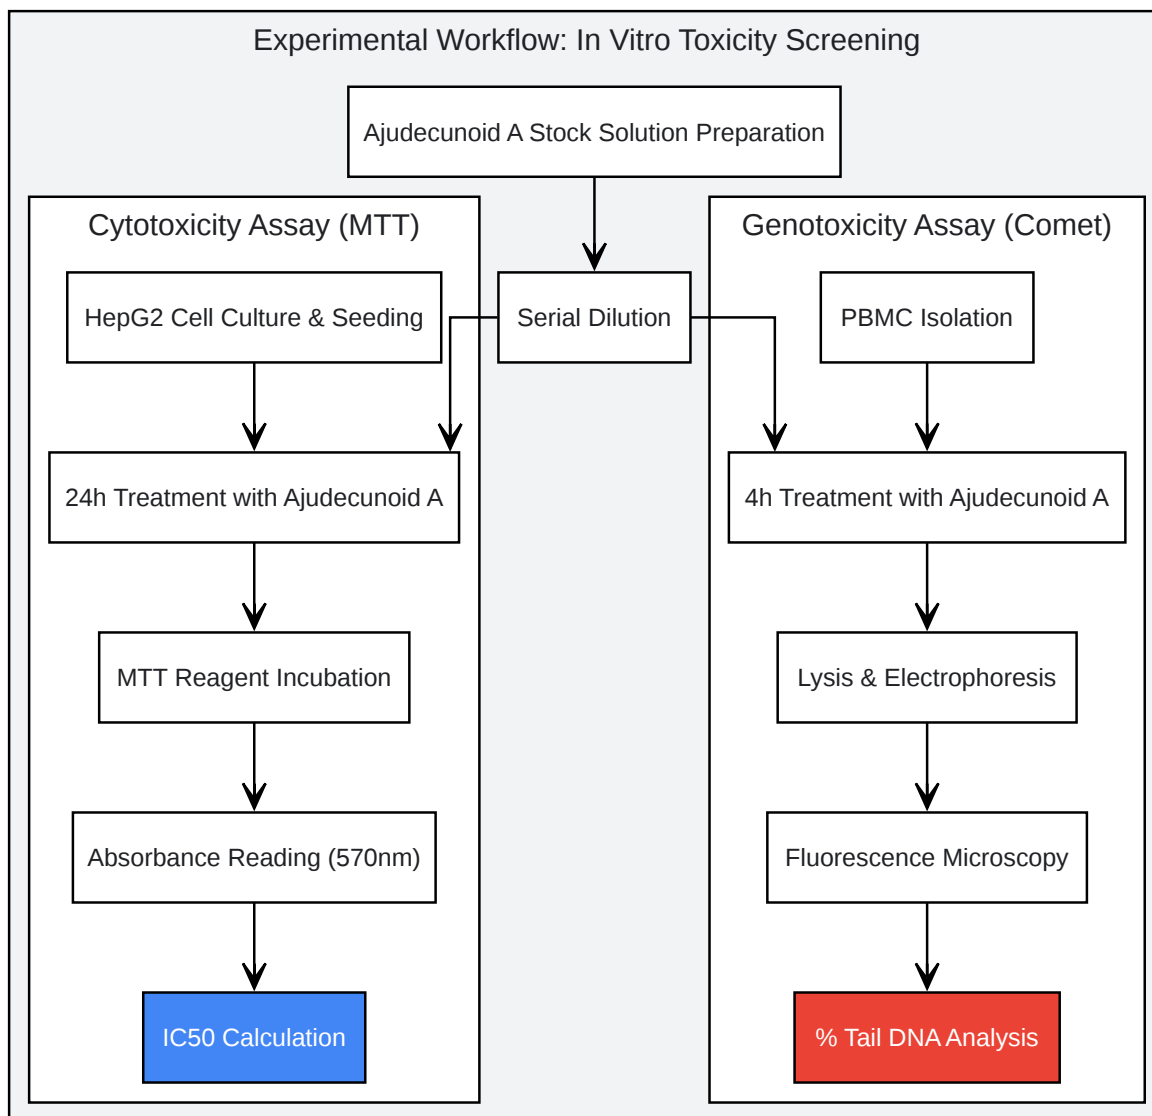 Experimental Workflow: In Vitro Toxicity Screening
Ajudecunoid A Stock Solution Preparation
Serial Dilution
Cytotoxicity Assay (MTT)
HepG2 Cell Culture & Seeding
24h Treatment with Ajudecunoid A
MTT Reagent Incubation
Absorbance Reading (570nm)
IC50 Calculation
Genotoxicity Assay (Comet)
PBMC Isolation
4h Treatment with Ajudecunoid A
Lysis & Electrophoresis
Fluorescence Microscopy
% Tail DNA Analysis